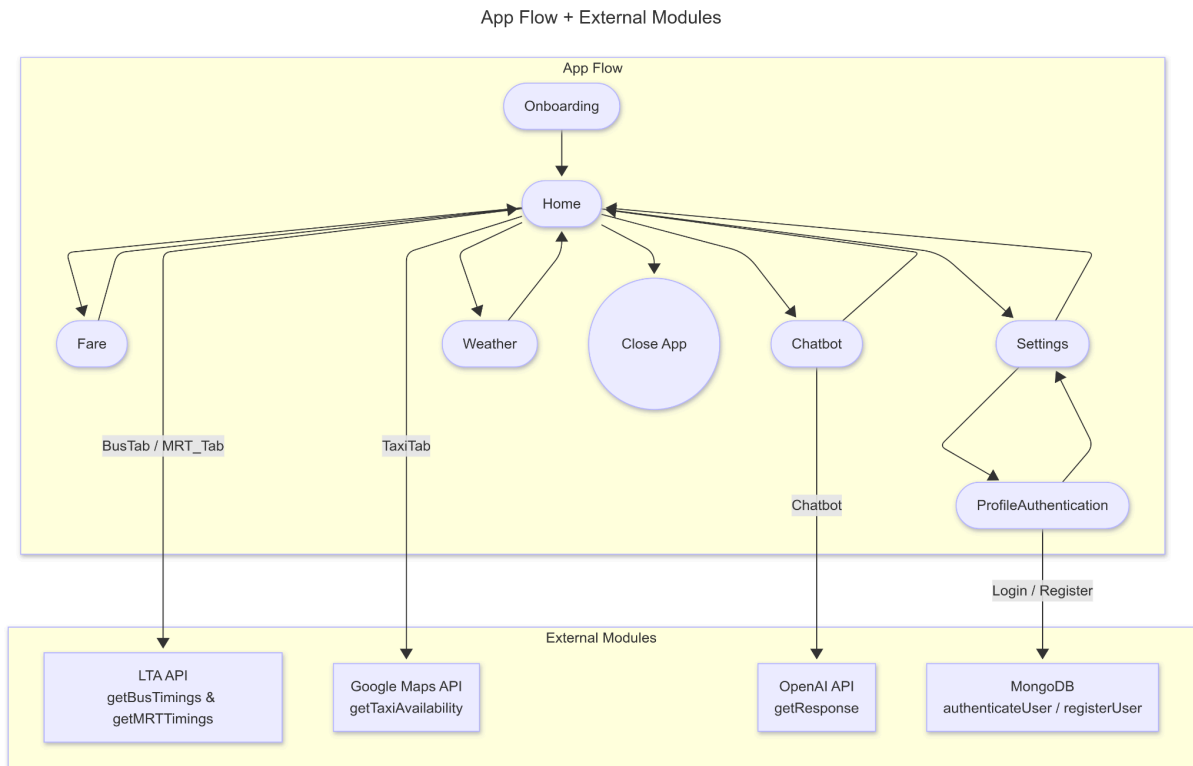 App Flow + External Modules
App Flow
Onboarding
Home
Fare
Weather
Close App
Chatbot
Settings
BusTab / MRT_Tab
TaxiTab
Chatbot
ProfileAuthentication
Login / Register
External Modules
LTA API
getBusTimings &
getMRTTimings
Google Maps API
getTaxiAvailability
OpenAI API
getResponse
MongoDB
authenticateUser / registerUser